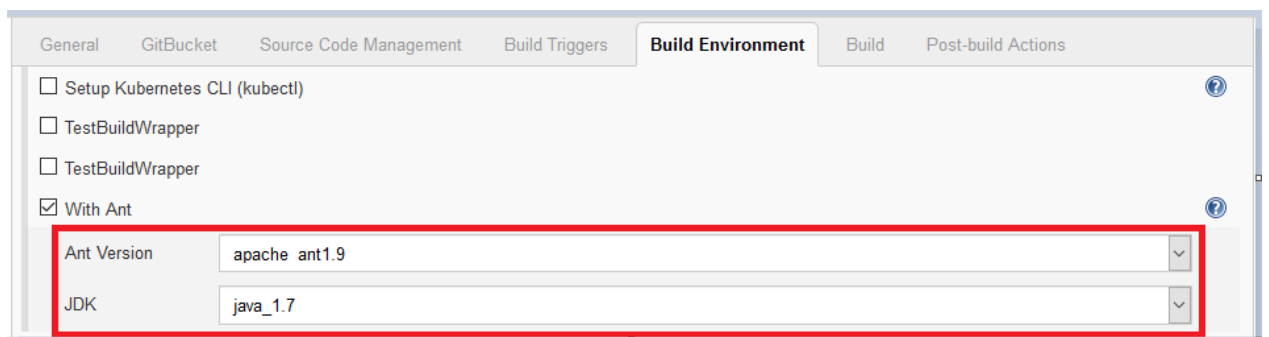 General GitBucket Source Code Management Build Triggers Build Environment Build Post-build Actions
Setup Kubernetes CLI (kubectl)
TestBuildWrapper
TestBuildWrapper
With Ant
Ant Version apache ant1.9
JDK java_1.7